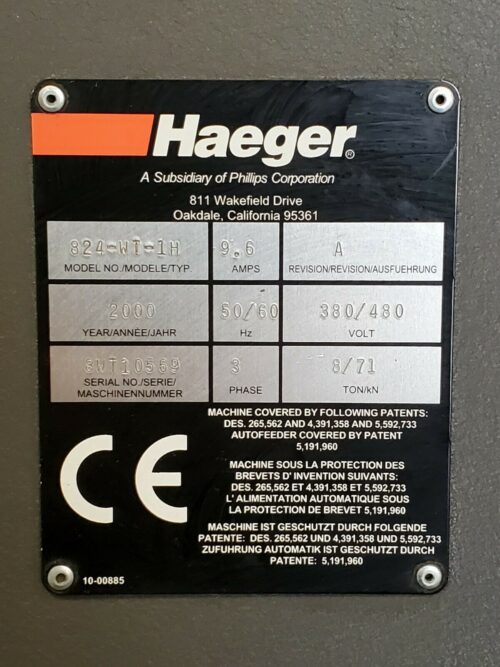 Haeger®
A Subsidiary of Phillips Corporation
811 Wakefield Drive
Oakdale, California 95361
824-WT-1H 9.6 A
MODEL NO./MODELE/TYP. AMPS REVISION/REVISION/AUSFUEHRUNG
2000 50/60 380/480
YEAR/ANNÉE/JAHR Hz VOLT
3 8/71
SERIAL NO./SERIE/ PHASE TON/kN
MASCHINENNUMMER
MACHINE COVERED BY FOLLOWING PATENTS:
DES. 265,562 AND 4,391,358 AND 5,592,733
AUTOFEEDER COVERED BY PATENT
5,191,960
MACHINE SOUS LA PROTECTION DES
BREVETS D' INVENTION SUIVANTS:
DES. 265,562 ET 4,391,358 ET 5,592,733
L' ALIMENTATION AUTOMATIQUE SOUS
LA PROTECTION DE BREVET 5,191,960
MASCHINE IST GESCHUTZT DURCH FOLGENDE
PATENTE: DES. 265,562 UND 4,391,358 UND 5,592,733
ZUFUHRUNG AUTOMATIK IST GESCHUTZT DURCH
PATENTE: 5,191,960
CE
10-00885